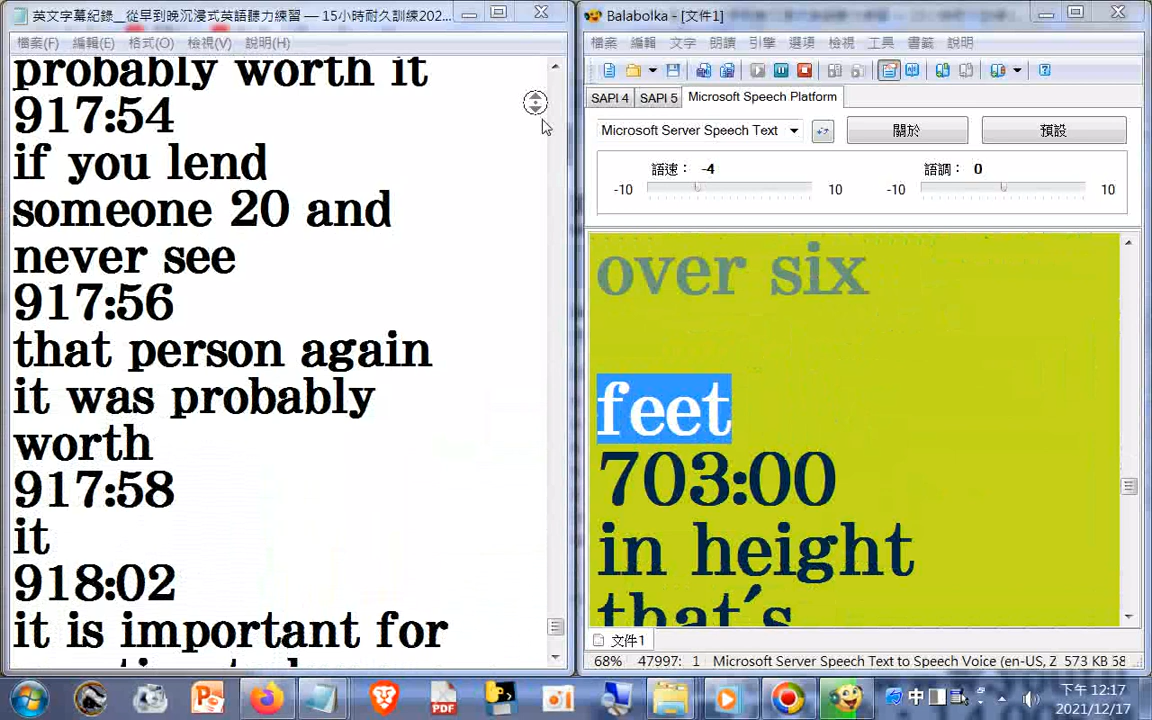 英文字幕紀錄__從早到晚沉浸式英語聽力練習 — 15小時耐久訓練202...
檔案(F) 編輯(E) 格式(O) 檢視(V) 說明(H)
probably worth it
917:54
if you lend
someone 20 and
never see
917:56
that person again
it was probably
worth
917:58
it
918:02
it is important for
Balabolka - [文件1]
檔案 編輯 文字 朗讀 引擎 選項 檢視 工具 書籤 說明
SAPI 4 SAPI 5 Microsoft Speech Platform
Microsoft Server Speech Text 關於 預設
語速： -4 語調： 0
-10 10 -10 10
over six
feet
703:00
in height
that's
文件1
68% 47997: 1 Microsoft Server Speech Text to Speech Voice (en-US, Z 573 KB 58
PDF
中
下午 12:17
2021/12/17